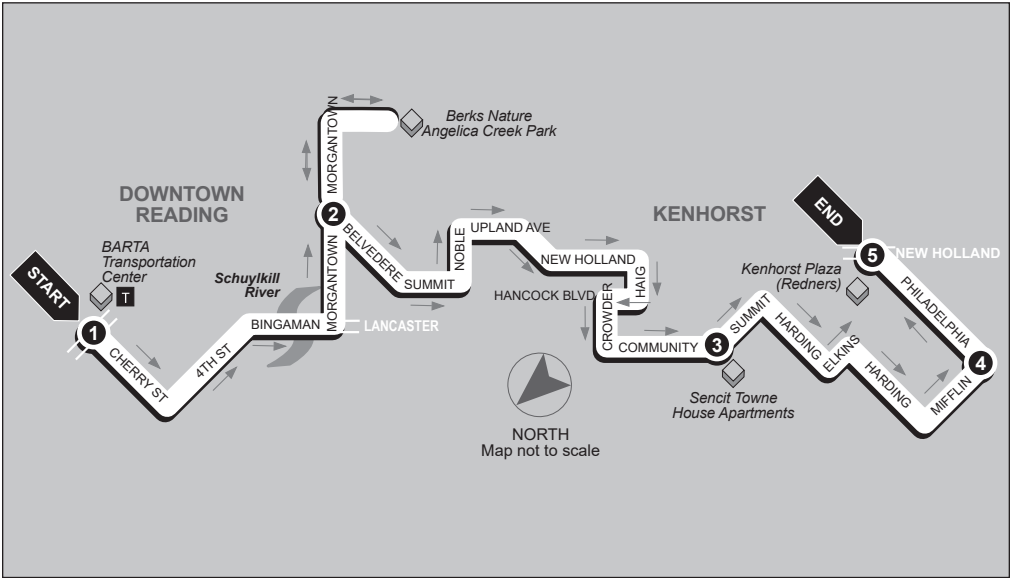 START
1
BARTA
Transportation
Center
T
DOWNTOWN
READING
CHERRY ST
4TH ST
BINGAMAN
Schuylkill
River
LANCASTER
MORGANTOWN
2
MORGANTOWN
Berks Nature
Angelica Creek Park
BELVEDERE
SUMMIT
NOBLE
UPLAND AVE
NEW HOLLAND
HAIG
HANCOCK BLVD
CROWDER
COMMUNITY
3
KENHORST
Sencit Towne
House Apartments
SUMMIT
HARDING
ELKINS
HARDING
MIFFLIN
4
PHILADELPHIA
Kenhorst Plaza
(Redners)
5
NEW HOLLAND
END
NORTH
Map not to scale